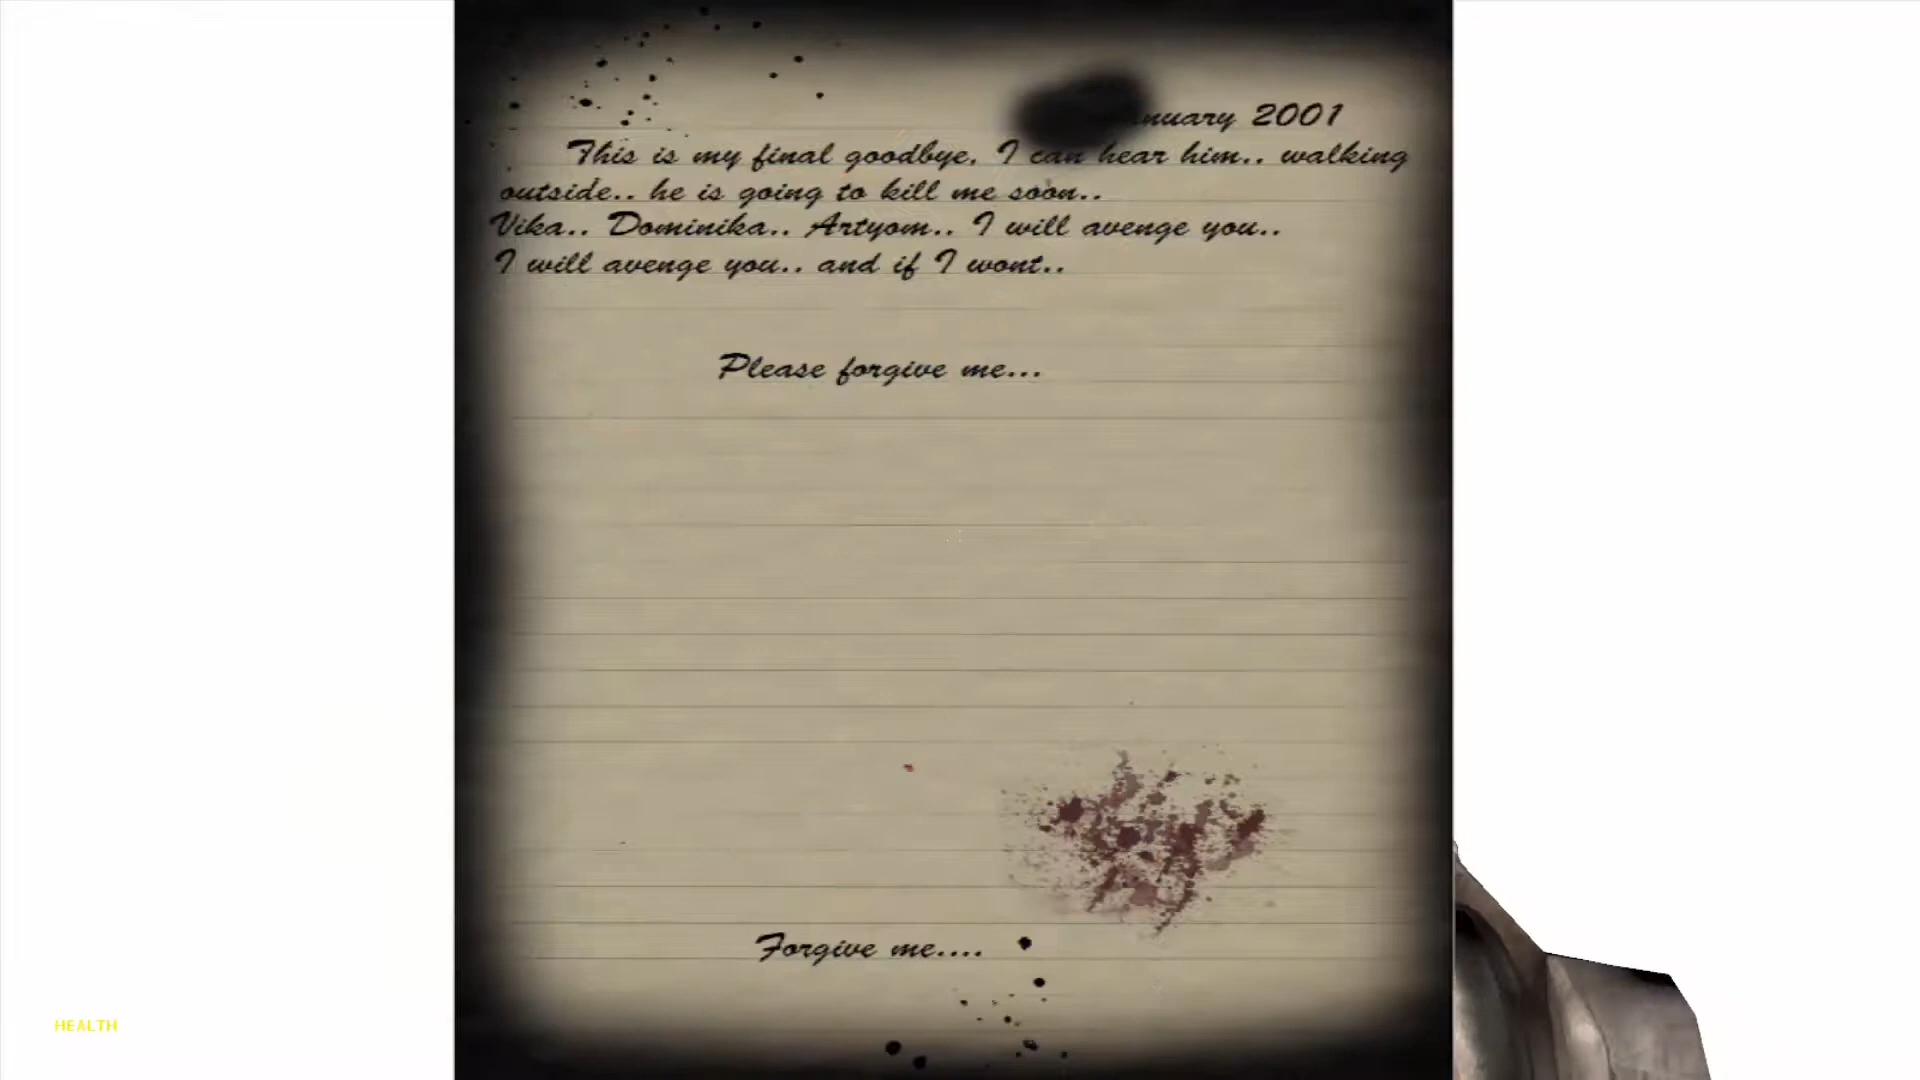 2001
This is my final goodbye. I can hear him.. walking
outside.. he is going to kill me soon..
Vika.. Dominika.. Artyom.. I will avenge you..
I will avenge you.. and if I wont..
Please forgive me...
Forgive me....
HEALTH